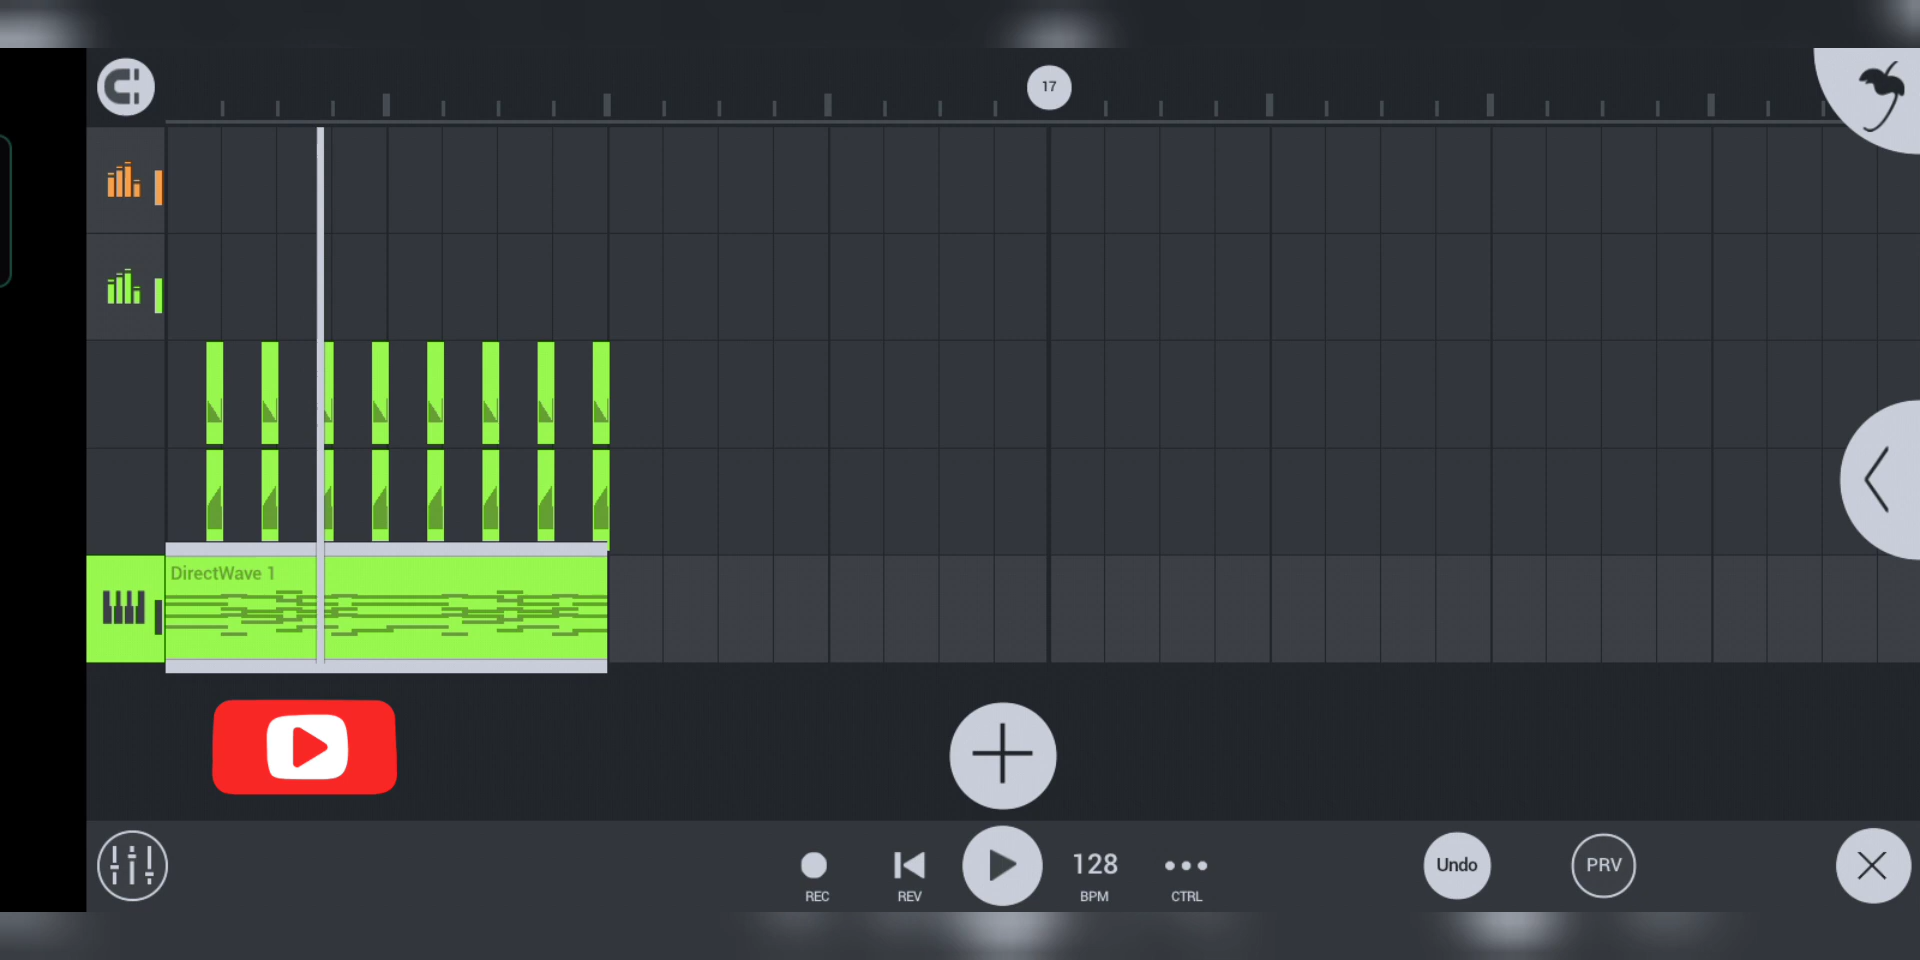 17
DirectWave 1
128
REC
REV
BPM
CTRL
Undo
PRV